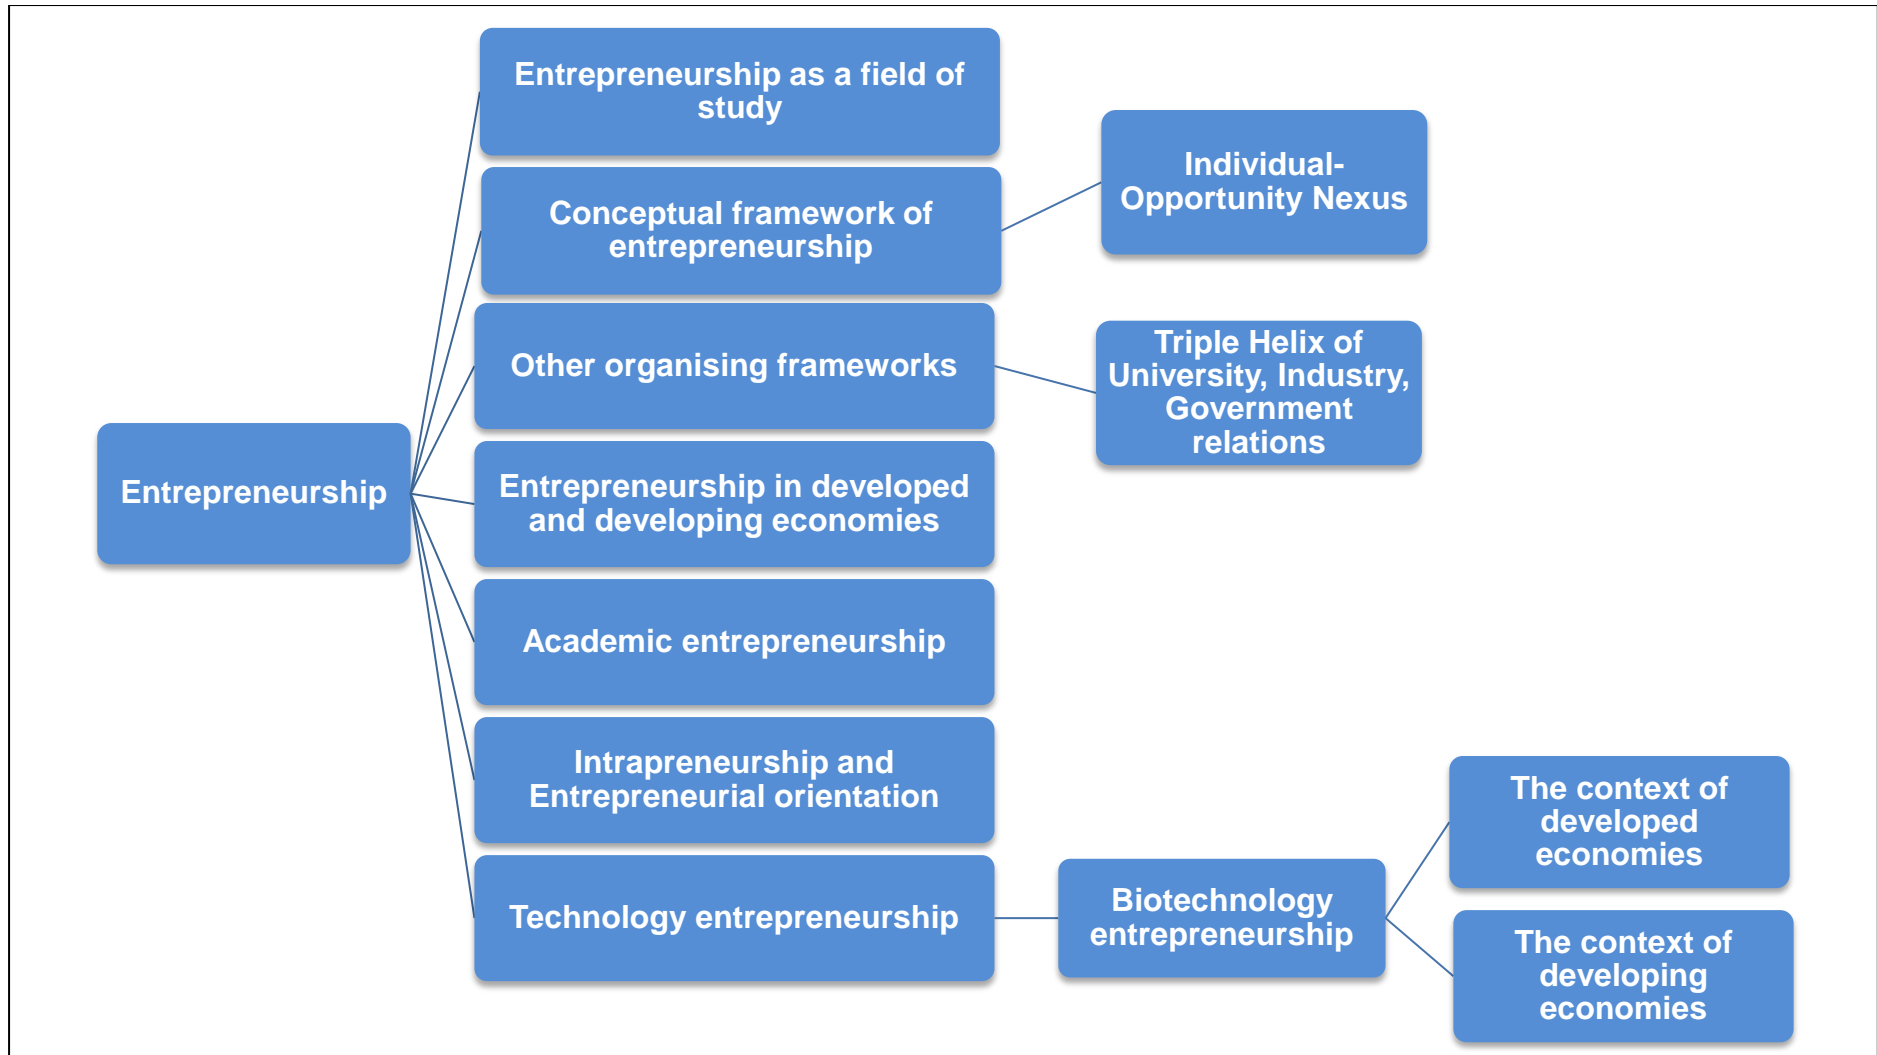 Entrepreneurship
Entrepreneurship as a field of
study
Conceptual framework of
entrepreneurship
Individual-
Opportunity Nexus
Other organising frameworks
Triple Helix of
University, Industry,
Government
relations
Entrepreneurship in developed
and developing economies
Academic entrepreneurship
Intrapreneurship and
Entrepreneurial orientation
Technology entrepreneurship
Biotechnology
entrepreneurship
The context of
developed
economies
The context of
developing
economies